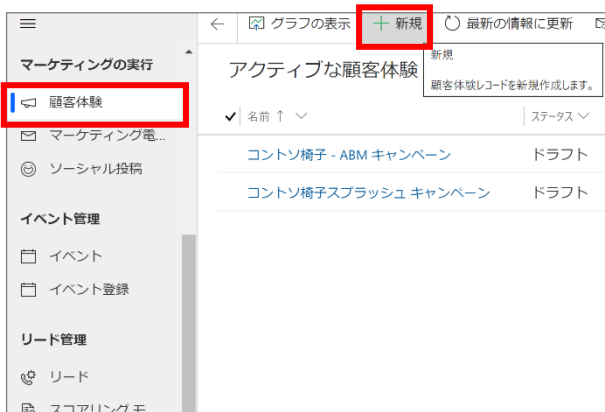 グラフの表示
新規
最新の情報に更新
マーケティングの実行
顧客体験
マーケティング電...
ソーシャル投稿
イベント管理
イベント
イベント登録
リード管理
リード
スコアリング モ
アクティブな顧客体験
新規
顧客体験レコードを新規作成します。
名前 ↑
ステータス
コントソ椅子 - ABM キャンペーン
ドラフト
コントソ椅子スプラッシュ キャンペーン
ドラフト